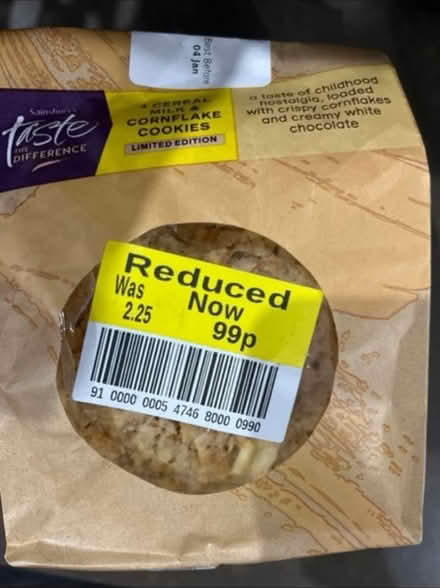 Best Before
04 Jan
Sainsbury's
taste
THE
DIFFERENCE
4 CEREAL
MILK &
CORNFLAKE
COOKIES
LIMITED EDITION
a taste of childhood
nostalgia, loaded
with crispy cornflakes
and creamy white
chocolate
Reduced
Was Now
2.25 99p
91 0000 0005 4746 8000 0990